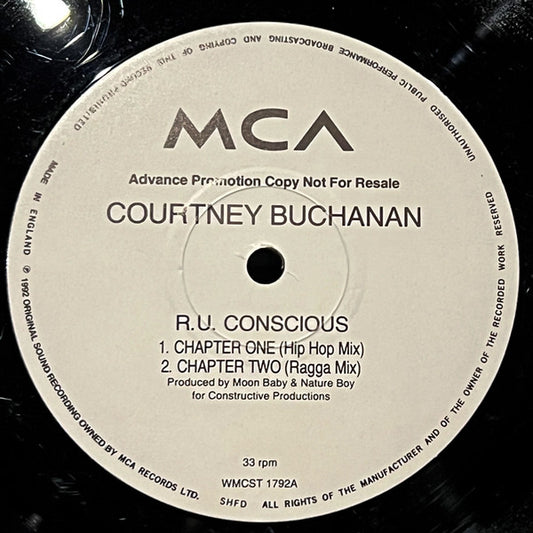 MCA
Advance Promotion Copy Not For Resale
COURTNEY BUCHANAN
R.U. CONSCIOUS
1. CHAPTER ONE (Hip Hop Mix)
2. CHAPTER TWO (Ragga Mix)
Produced by Moon Baby & Nature Boy
for Constructive Productions
33 rpm
WMCST 1792A
SHFD
MADE IN ENGLAND ℗ 1992 ORIGINAL SOUND RECORDING OWNED BY MCA RECORDS LTD.
ALL RIGHTS OF THE MANUFACTURER AND OF THE OWNER OF THE RECORDED WORK RESERVED
UNAUTHORISED PUBLIC PERFORMANCE BROADCASTING AND COPYING OF THIS RECORD PROHIBITED